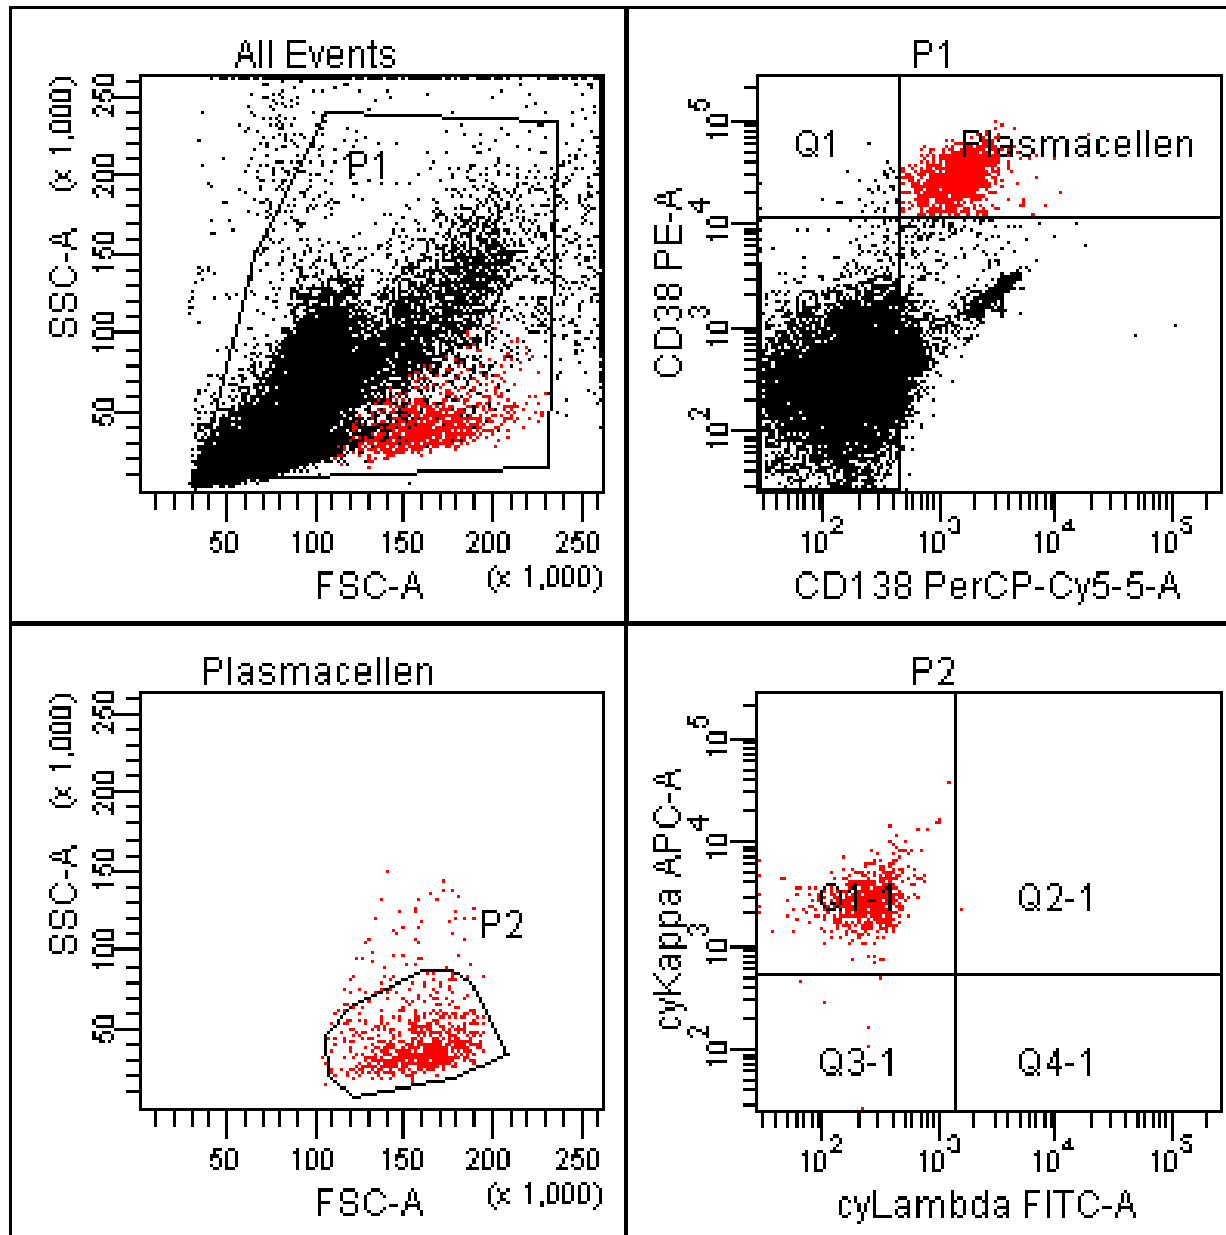 All Events
P1
SSC-A (x 1,000)
250
200
150
100
50
50 100 150 200 250
FSC-A (x 1,000)
P1
Q1
Plasmacellen
CD38 PE-A
10^5
10^4
10^3
10^2
10^2 10^3 10^4 10^5
CD138 PerCP-Cy5-5-A
Plasmacellen
P2
SSC-A (x 1,000)
250
200
150
100
50
50 100 150 200 250
FSC-A (x 1,000)
P2
Q1-1
Q2-1
Q3-1
Q4-1
cyKappa APC-A
10^5
10^4
10^3
10^2
10^2 10^3 10^4 10^5
cyLambda FITC-A